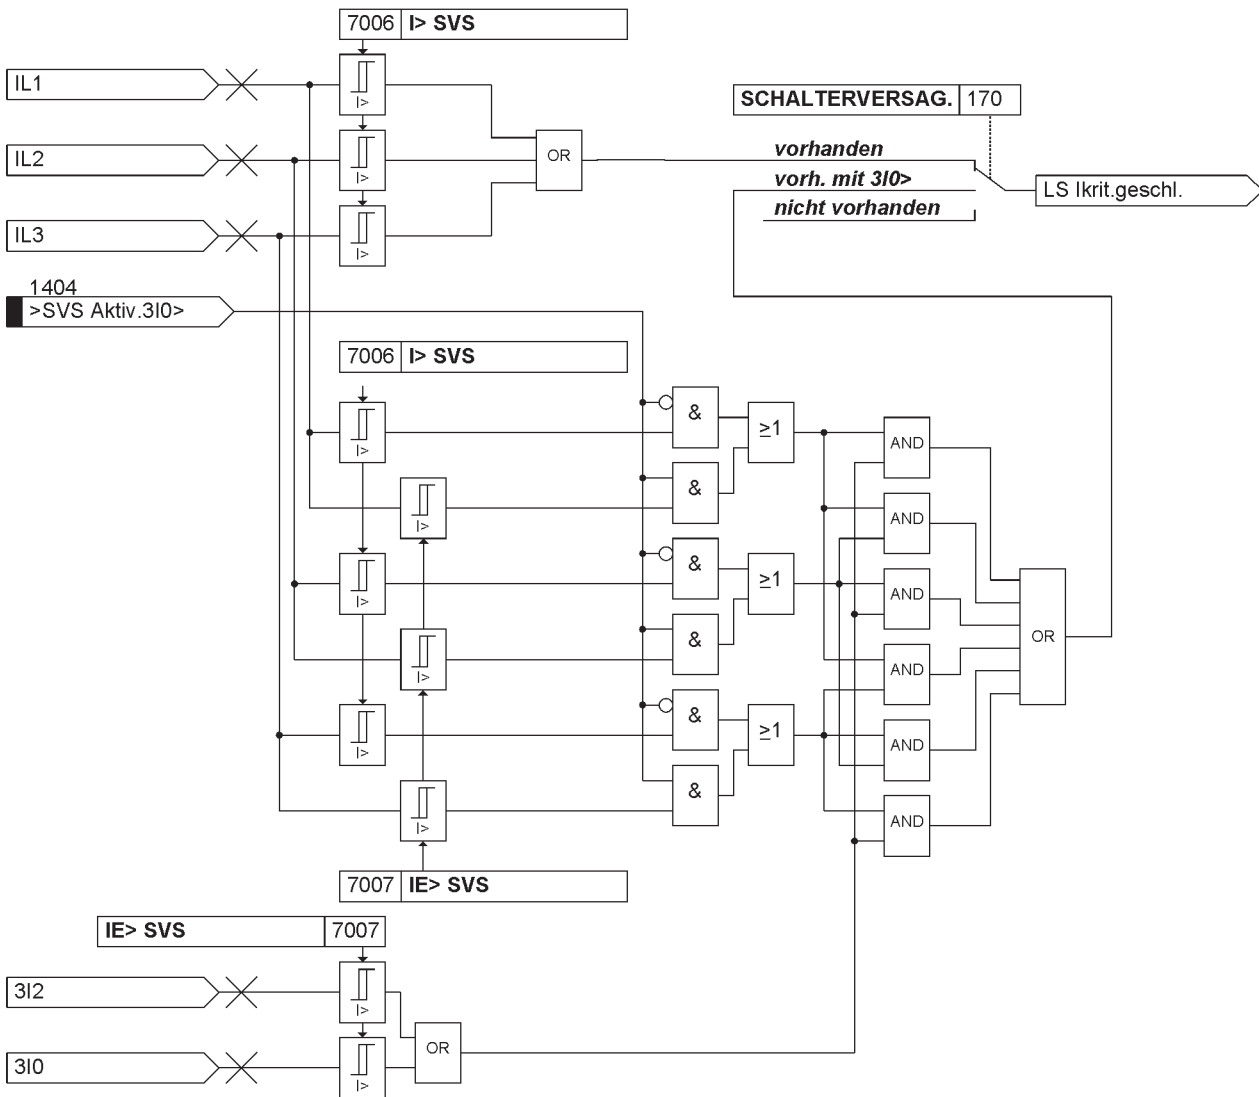 7006 I> SVS
IL1
I>
SCHALTERVERSAG. 170
IL2
I>
OR
vorhanden
vorh. mit 3I0>
LS Ikrit.geschl.
nicht vorhanden
IL3
I>
1404
>SVS Aktiv.3I0>
7006 I> SVS
I>
&
≥1
AND
I>
&
AND
I>
&
≥1
AND
I>
&
AND
OR
I>
&
≥1
AND
I>
&
AND
7007 IE> SVS
IE> SVS 7007
3I2
I>
OR
3I0
I>